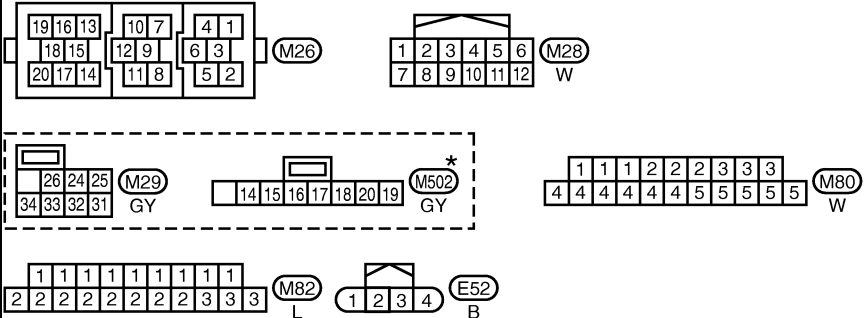 19 16 13 10 7 4 1
18 15 12 9 6 3 M26
20 17 14 11 8 5 2
1 2 3 4 5 6 M28
7 8 9 10 11 12 W
*
26 24 25 M29
34 33 32 31 GY
14 15 16 17 18 20 19 M502
GY
1 1 1 2 2 2 3 3 3 M80
4 4 4 4 4 4 5 5 5 5 5 W
1 1 1 1 1 1 1 1 1 M82
2 2 2 2 2 2 2 2 3 3 3 L
1 2 3 4 E52
B